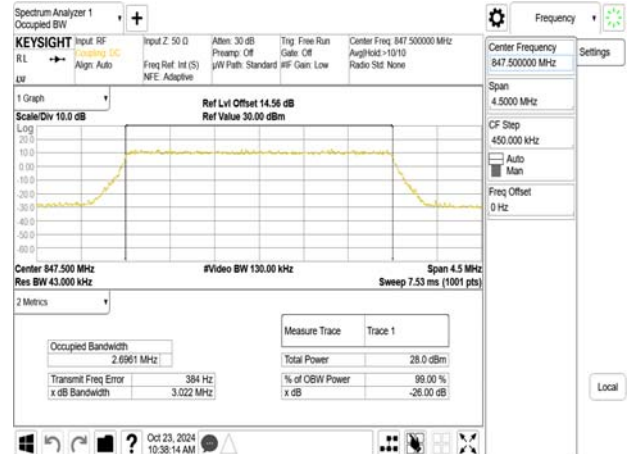 Spectrum Analyzer 1
Occupied BW
Frequency
KEYSIGHT
RL
Input: RF
Coupling: DC
Align: Auto
Input Z: 50 Ω
Freq Ref: Int (S)
NFE: Adaptive
Atten: 30 dB
Preamp: Off
µW Path: Standard
Trig: Free Run
Gate: Off
#IF Gain: Low
Center Freq: 847.500000 MHz
Avg|Hold:>10/10
Radio Std: None
Center Frequency
847.500000 MHz
Settings
Span
4.5000 MHz
CF Step
450.000 kHz
Auto
Man
Freq Offset
0 Hz
Local
1 Graph
Scale/Div 10.0 dB
Ref Lvl Offset 14.56 dB
Ref Value 30.00 dBm
Log
20.0
10.0
0.00
-10.0
-20.0
-30.0
-40.0
-50.0
-60.0
Center 847.500 MHz
#Video BW 130.00 kHz
Span 4.5 MHz
Res BW 43.000 kHz
Sweep 7.53 ms (1001 pts)
2 Metrics
Measure Trace Trace 1
Occupied Bandwidth
2.6961 MHz
Total Power 28.0 dBm
Transmit Freq Error 384 Hz
% of OBW Power 99.00 %
x dB Bandwidth 3.022 MHz
x dB -26.00 dB
Oct 23, 2024
10:38:14 AM